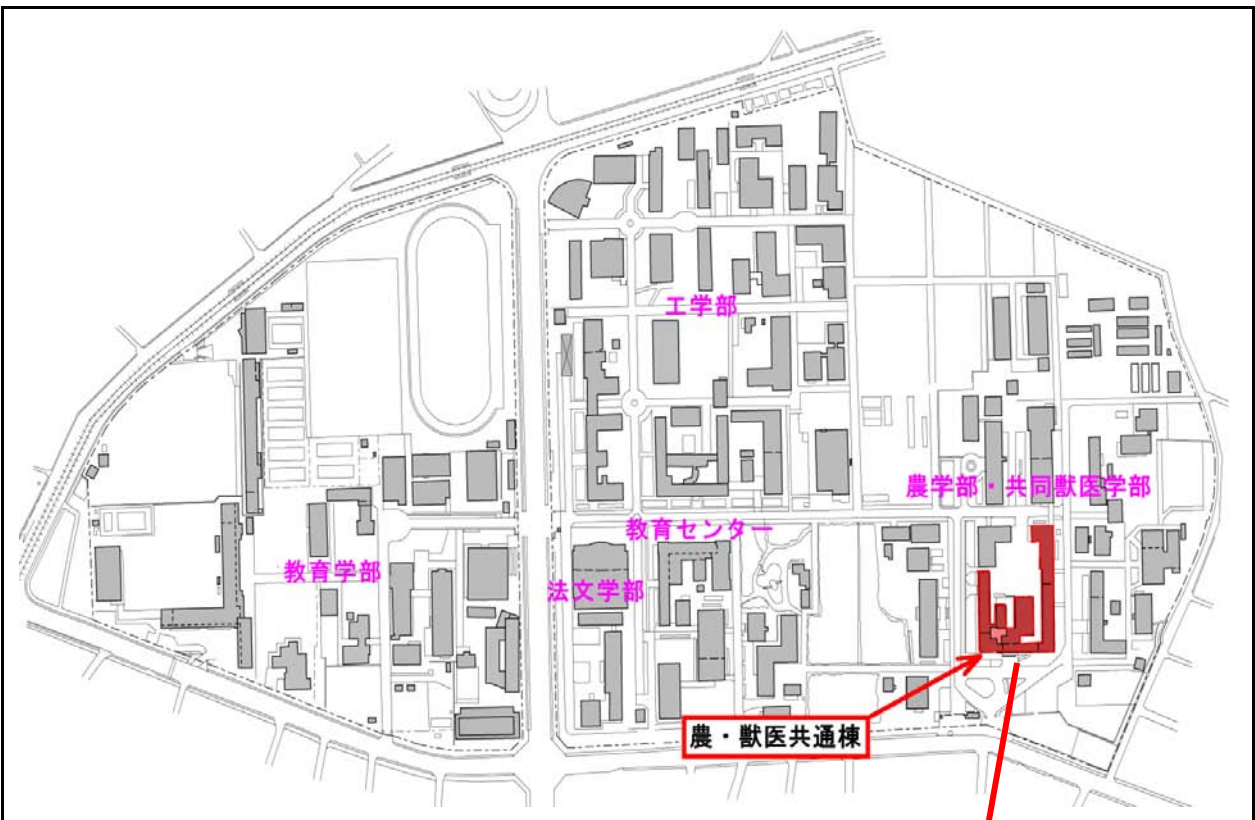 工学部
農学部・共同獣医学部
教育センター
教育学部
法文学部
農・獣医共通棟